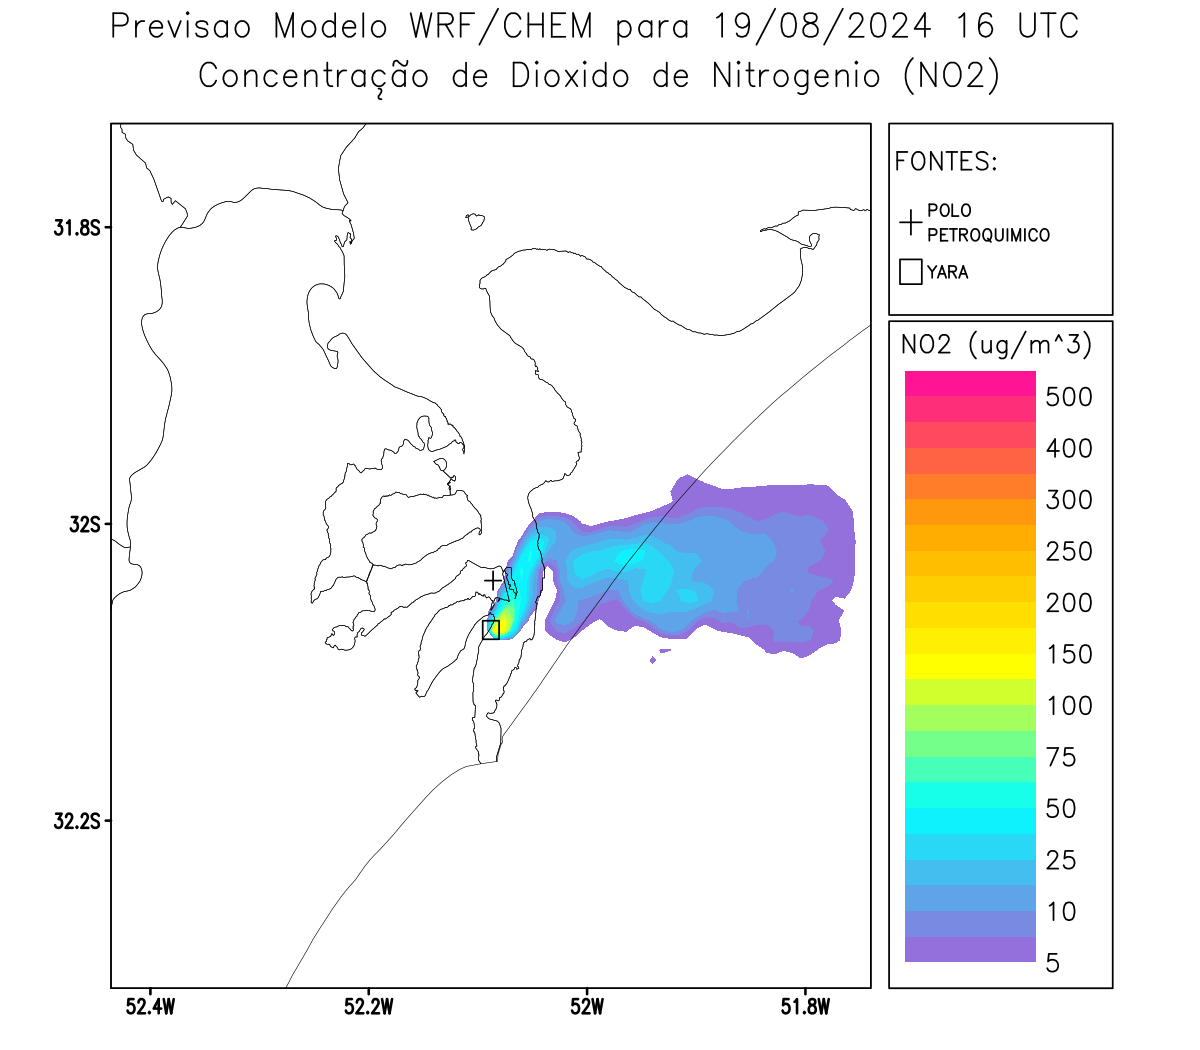 Previsao Modelo WRF/CHEM para 19/08/2024 16 UTC
Concentração de Dioxido de Nitrogenio (NO2)
FONTES:
POLO
PETROQUIMICO
YARA
31.8S
32S
32.2S
52.4W
52.2W
52W
51.8W
NO2 (ug/m^3)
500
400
300
250
200
150
100
75
50
25
10
5